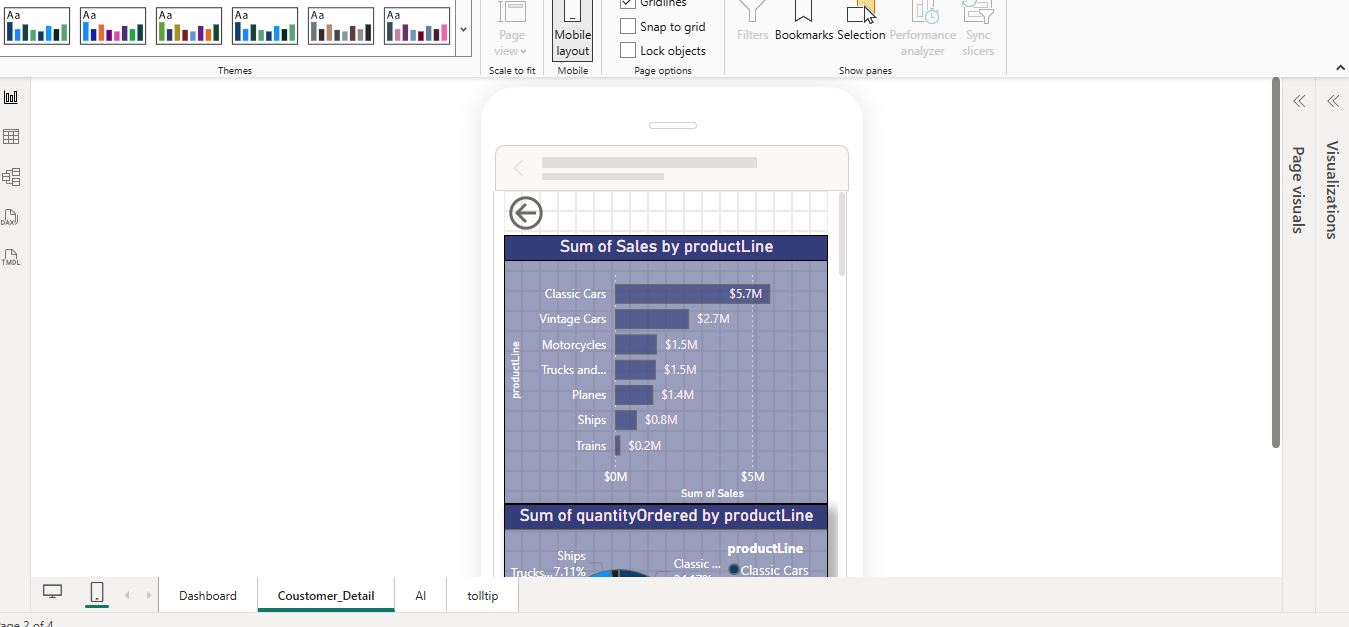 Gridlines
Aa Aa Aa Aa Aa Aa
Snap to grid
Page view
Mobile layout
Lock objects
Filters
Bookmarks
Selection
Performance analyzer
Sync slicers
Themes
Scale to fit
Mobile
Page options
Show panes
DAX
TMDL
Page visuals
Visualizations
Sum of Sales by productLine
productLine
Classic Cars $5.7M
Vintage Cars $2.7M
Motorcycles $1.5M
Trucks and... $1.5M
Planes $1.4M
Ships $0.8M
Trains $0.2M
$0M $5M
Sum of Sales
Sum of quantityOrdered by productLine
productLine
Ships
7.11%
Trucks...
Classic ...
Classic Cars
Dashboard
Coustomer_Detail
AI
tolltip
Page 2 of 4